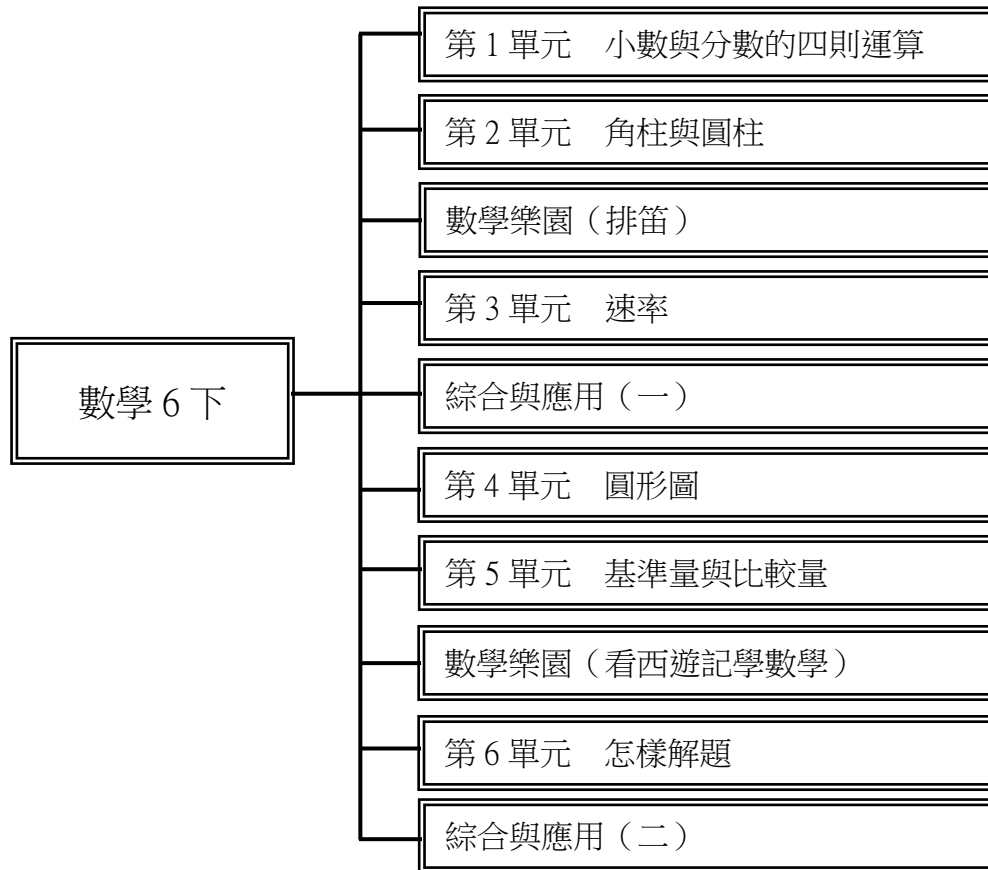 第 1 單元　小數與分數的四則運算
第 2 單元　角柱與圓柱
數學樂園（排笛）
第 3 單元　速率
數學 6 下
綜合與應用（一）
第 4 單元　圓形圖
第 5 單元　基準量與比較量
數學樂園（看西遊記學數學）
第 6 單元　怎樣解題
綜合與應用（二）